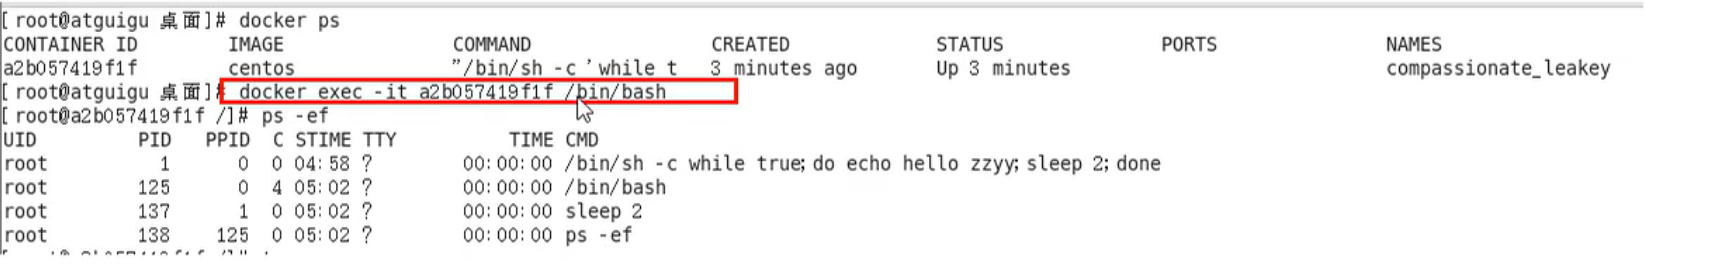 [ root@atguigu 桌面]# docker ps
CONTAINER ID IMAGE COMMAND CREATED STATUS PORTS NAMES
a2b057419f1f centos "/bin/sh -c 'while t 3 minutes ago Up 3 minutes compassionate_leakey
[ root@atguigu 桌面]# docker exec -it a2b057419f1f /bin/bash
[ root@a2b057419f1f /]# ps -ef
UID PID PPID C STIME TTY TIME CMD
root 1 0 0 04:58 ? 00:00:00 /bin/sh -c while true; do echo hello zzyy; sleep 2; done
root 125 0 4 05:02 ? 00:00:00 /bin/bash
root 137 1 0 05:02 ? 00:00:00 sleep 2
root 138 125 0 05:02 ? 00:00:00 ps -ef